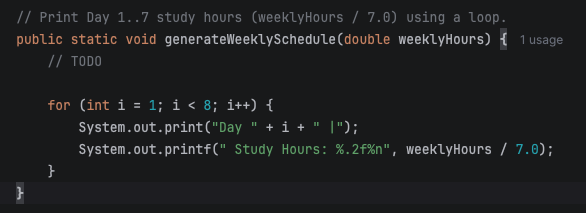 // Print Day 1..7 study hours (weeklyHours / 7.0) using a loop.
public static void generateWeeklySchedule(double weeklyHours) { 1 usage
    // TODO

    for (int i = 1; i < 8; i++) {
        System.out.print("Day " + i + " |");
        System.out.printf(" Study Hours: %.2f%n", weeklyHours / 7.0);
    }
}